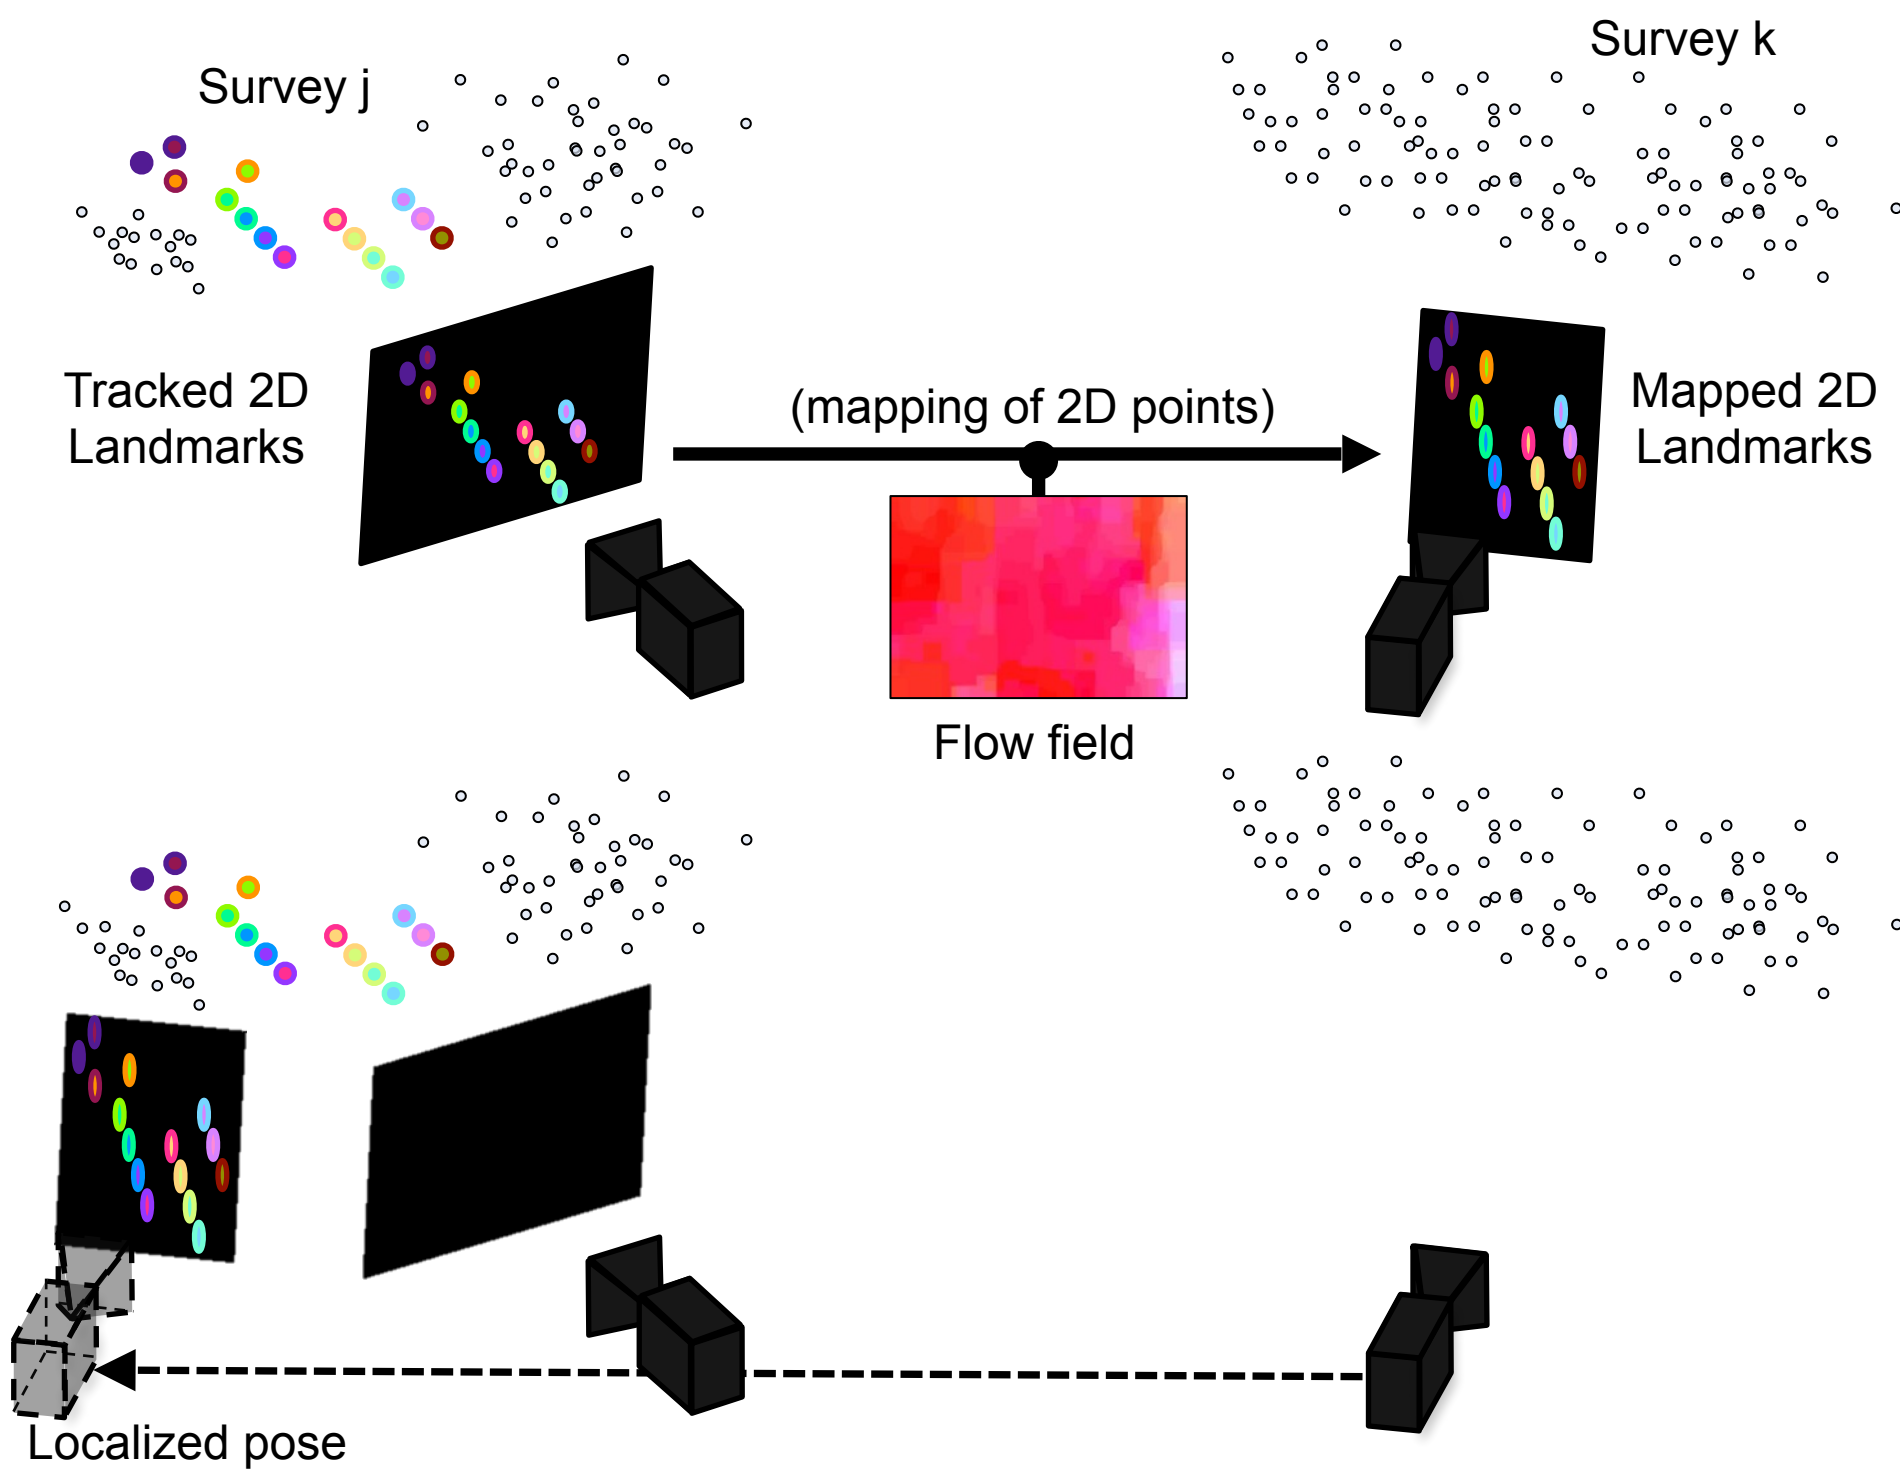 Survey j
Survey k
Tracked 2D
Landmarks
(mapping of 2D points)
Mapped 2D
Landmarks
Flow field
Localized pose